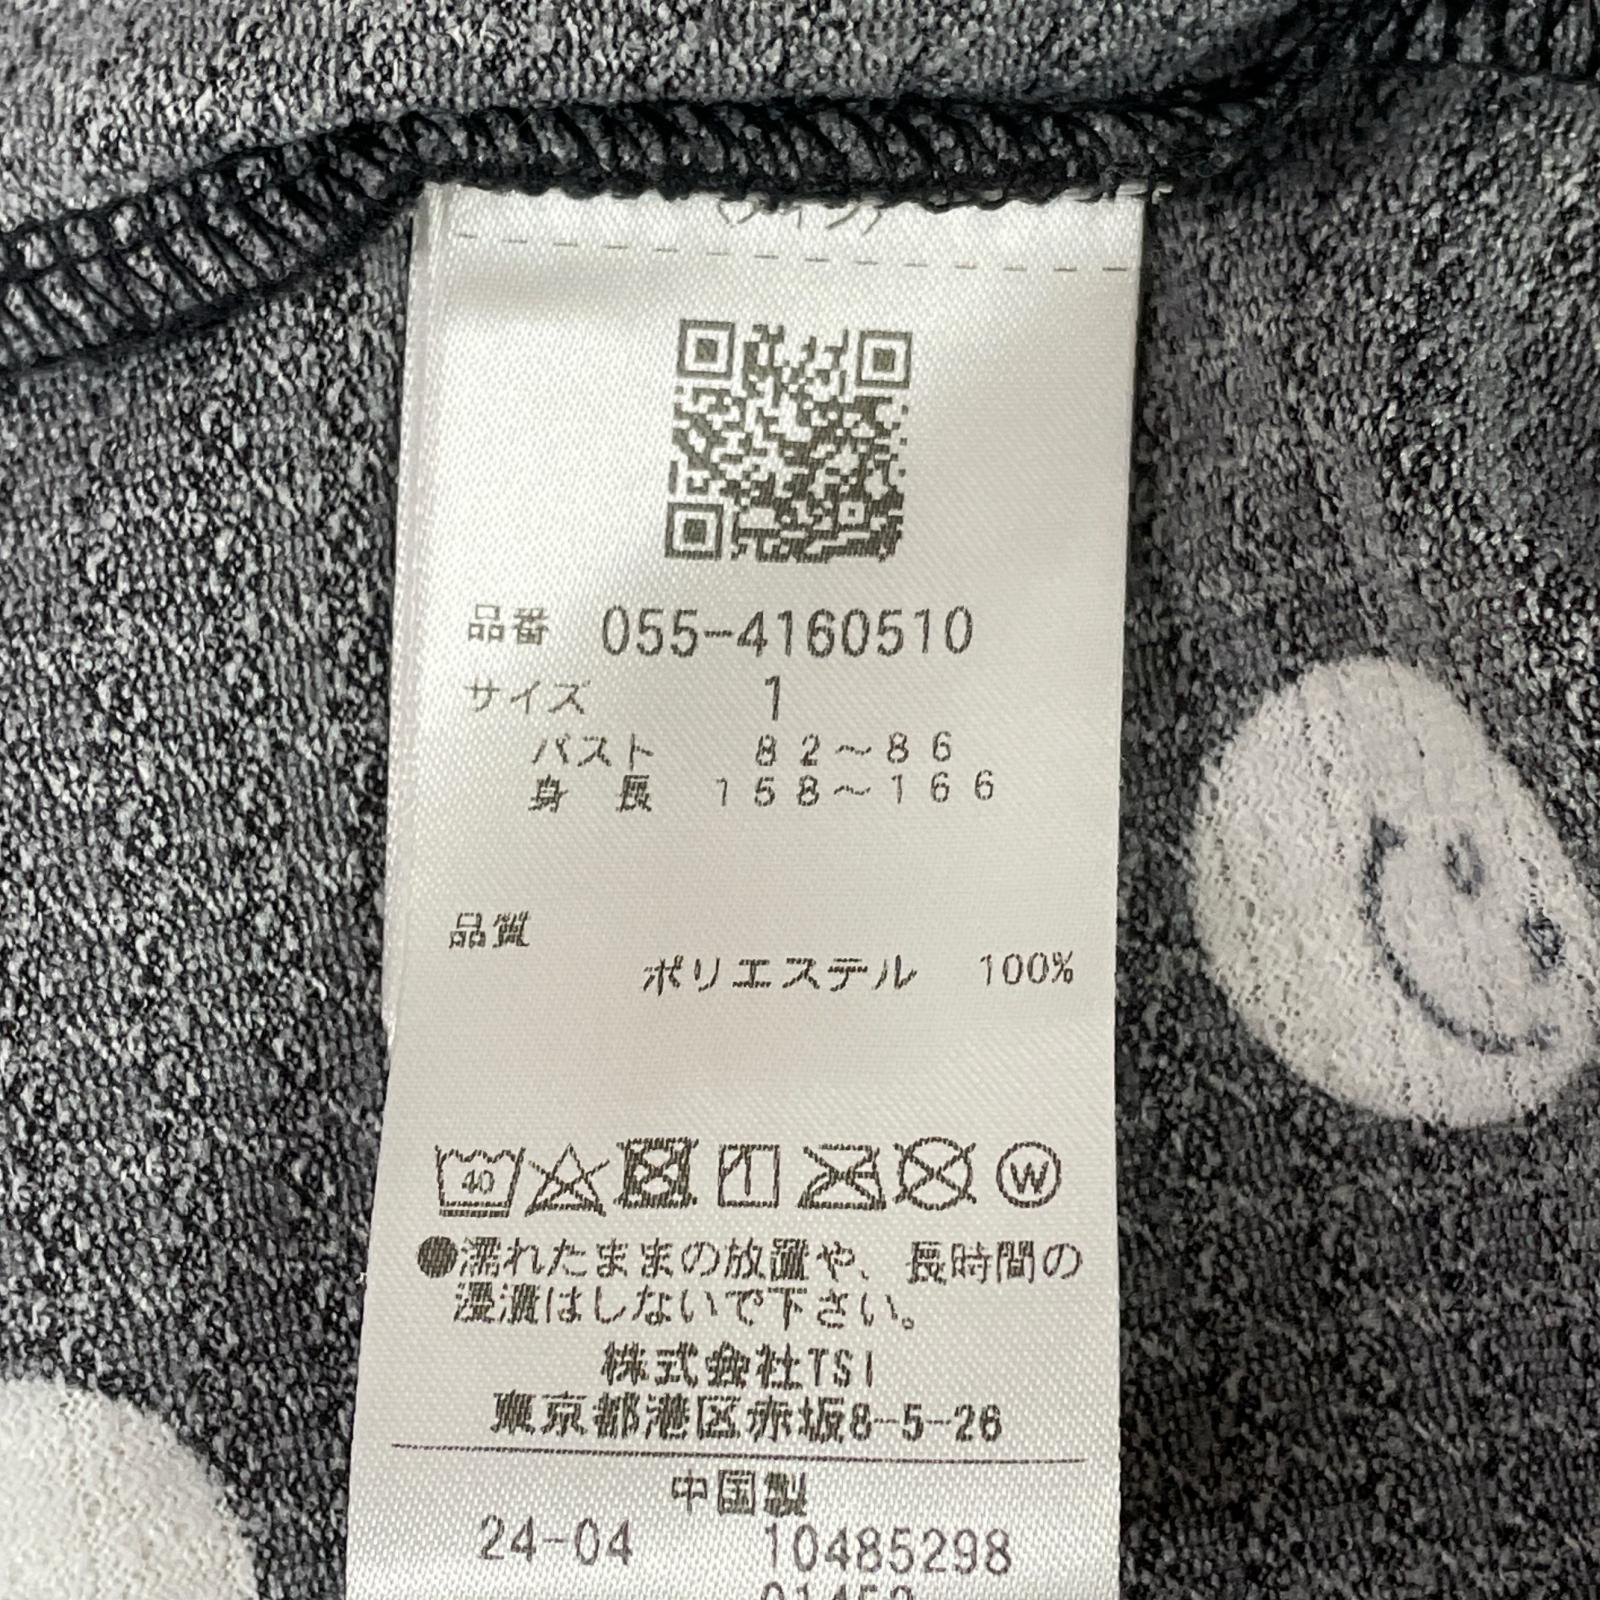 品番 055-4160510
サイズ 1
バスト 82～86
身長 158～166
品質
ポリエステル 100%
40
W
●濡れたままの放置や、長時間の
浸漬はしないで下さい。
株式会社TSI
東京都港区赤坂8-5-26
中国製
24-04 10485298